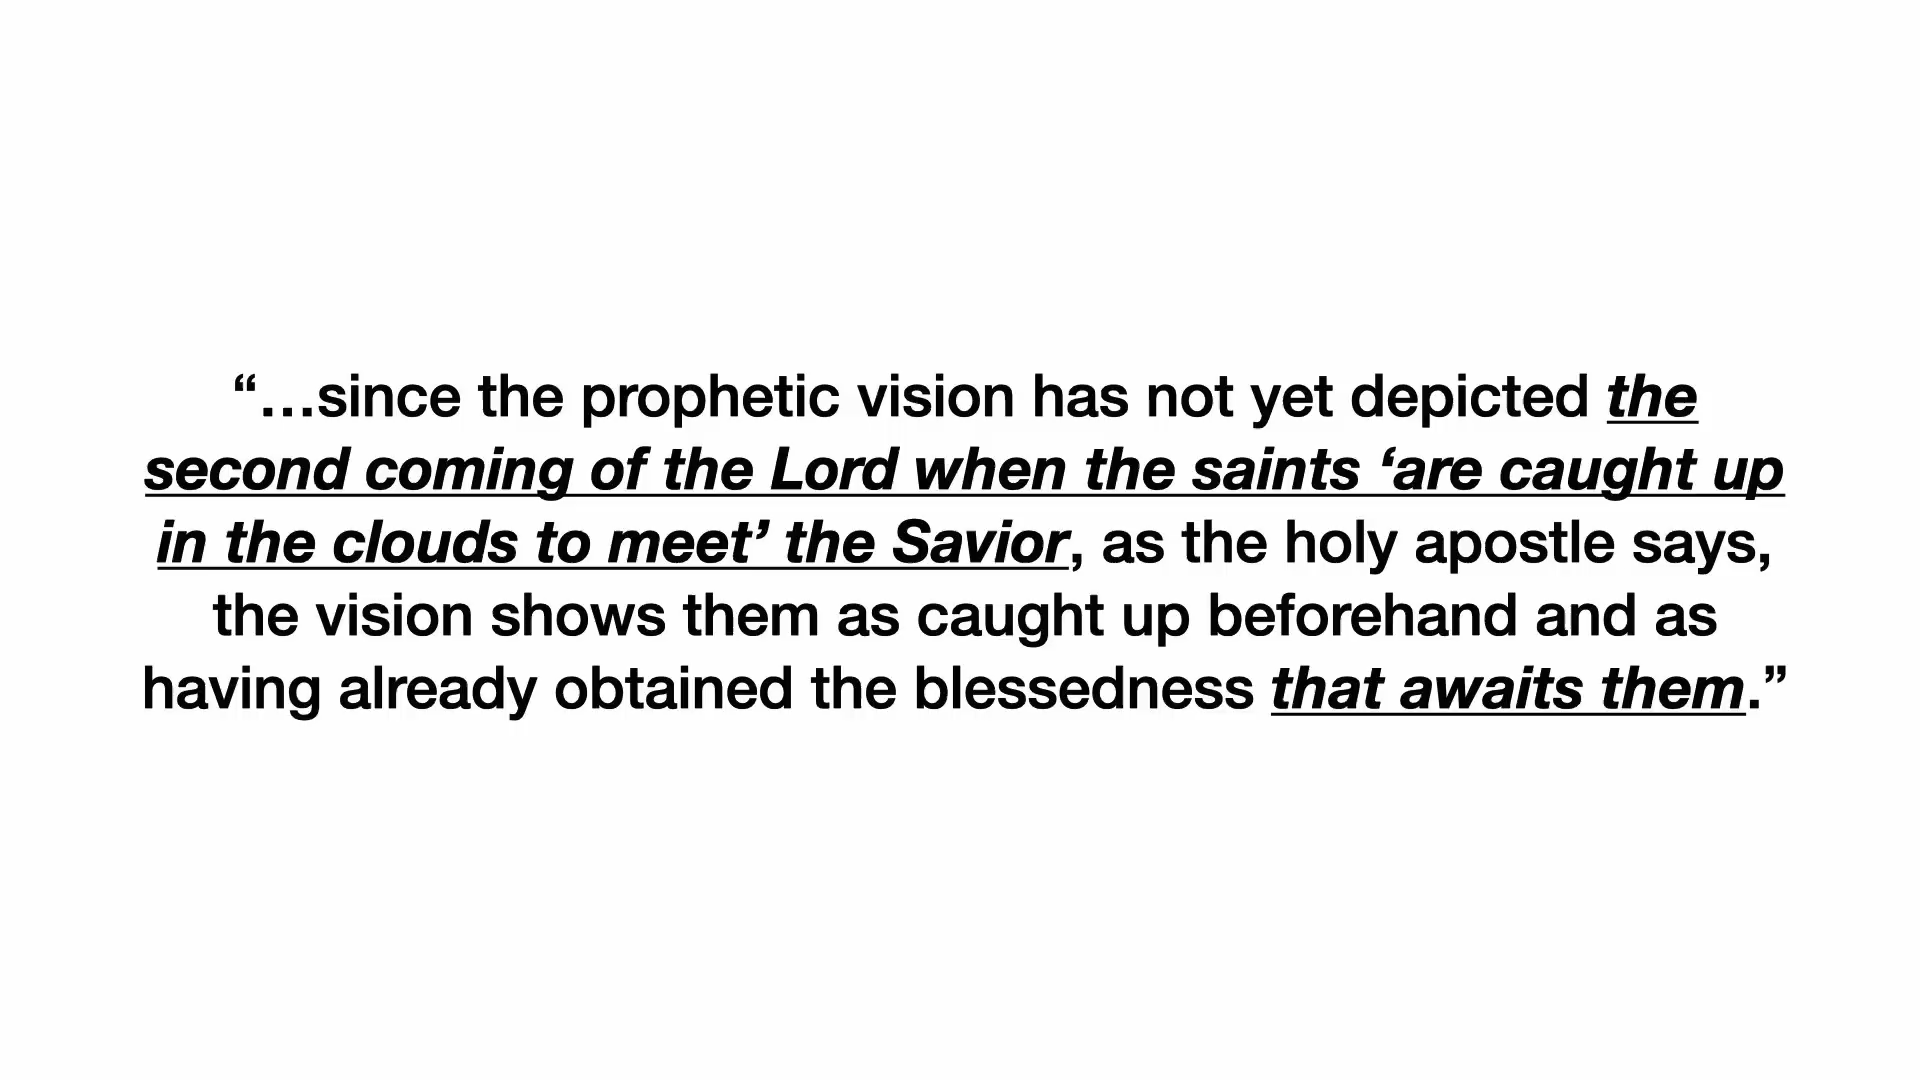 “…since the prophetic vision has not yet depicted the
second coming of the Lord when the saints ‘are caught up
in the clouds to meet’ the Savior, as the holy apostle says,
the vision shows them as caught up beforehand and as
having already obtained the blessedness that awaits them.”